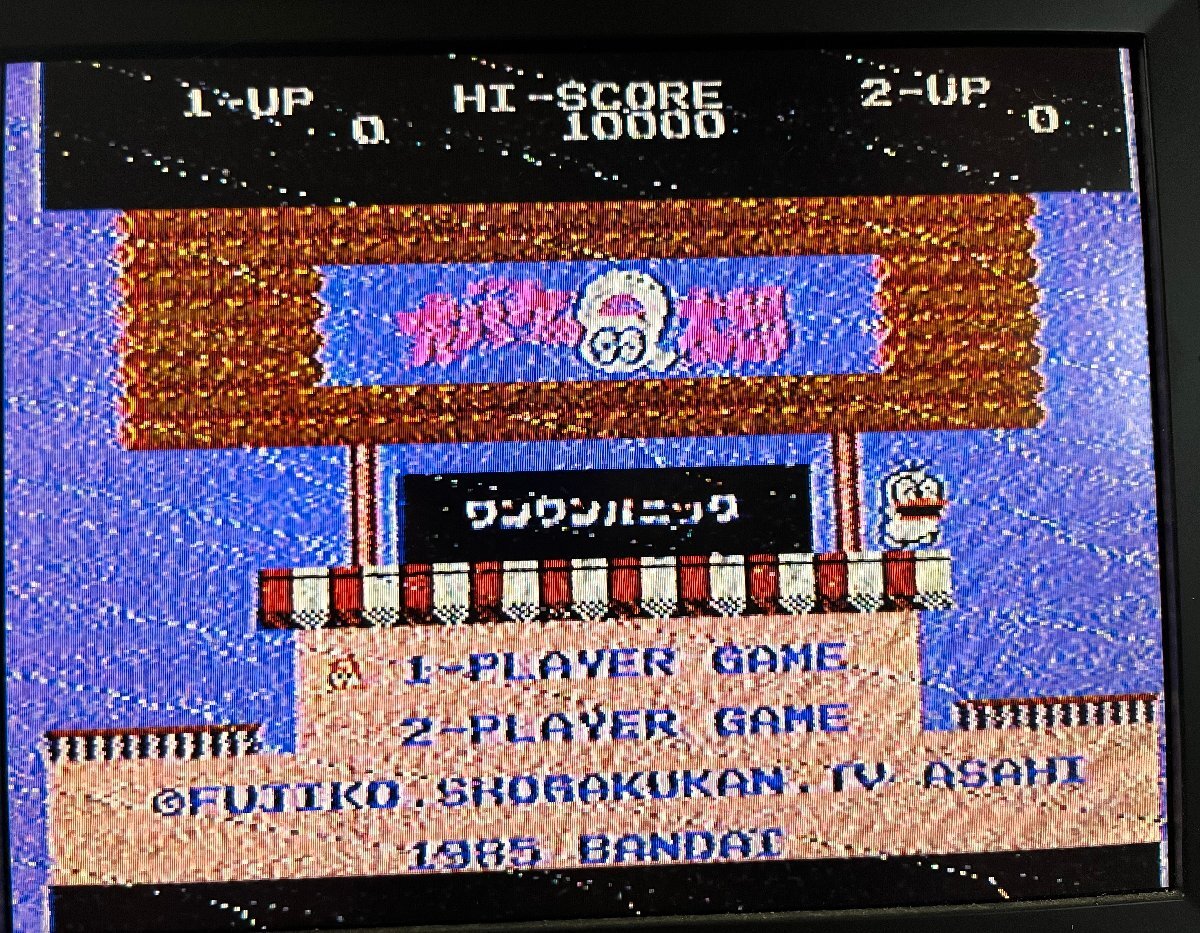 1-UP HI-SCORE 2-UP
0 10000 0
オバケの 太郎
ワンワンパニック
1-PLAYER GAME
2-PLAYER GAME
©FUJIKO.SHOGAKUKAN.TV ASAHI
1985 BANDAI